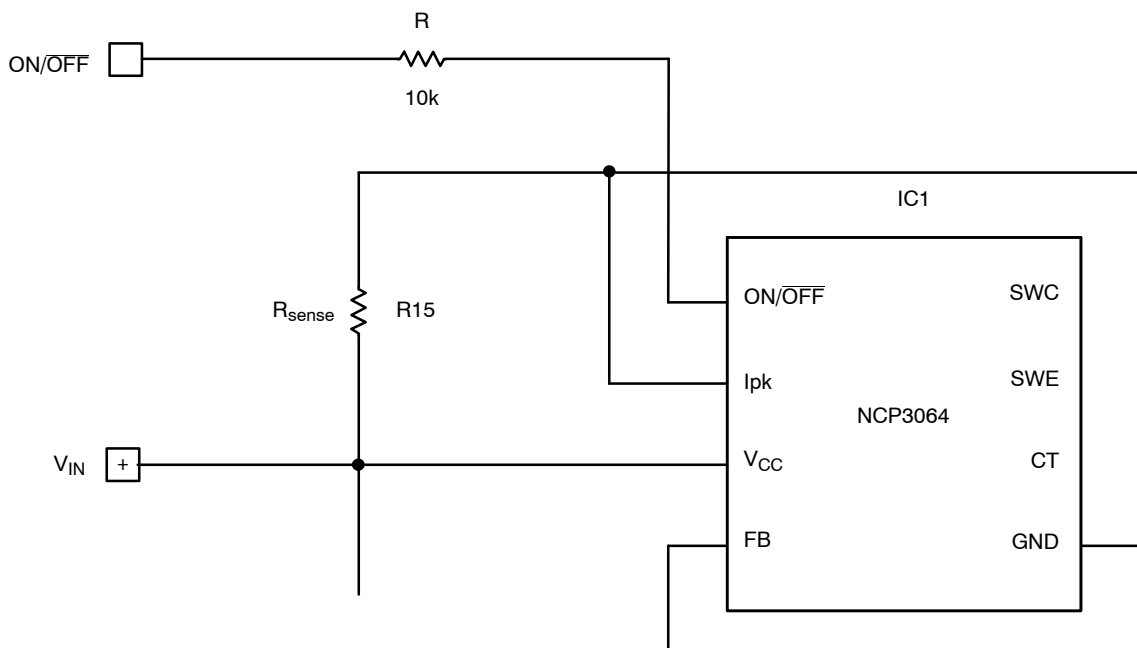 R
ON/OFF
10k
IC1
ON/OFF
SWC
Rsense
R15
Ipk
SWE
NCP3064
VIN
+
VCC
CT
FB
GND